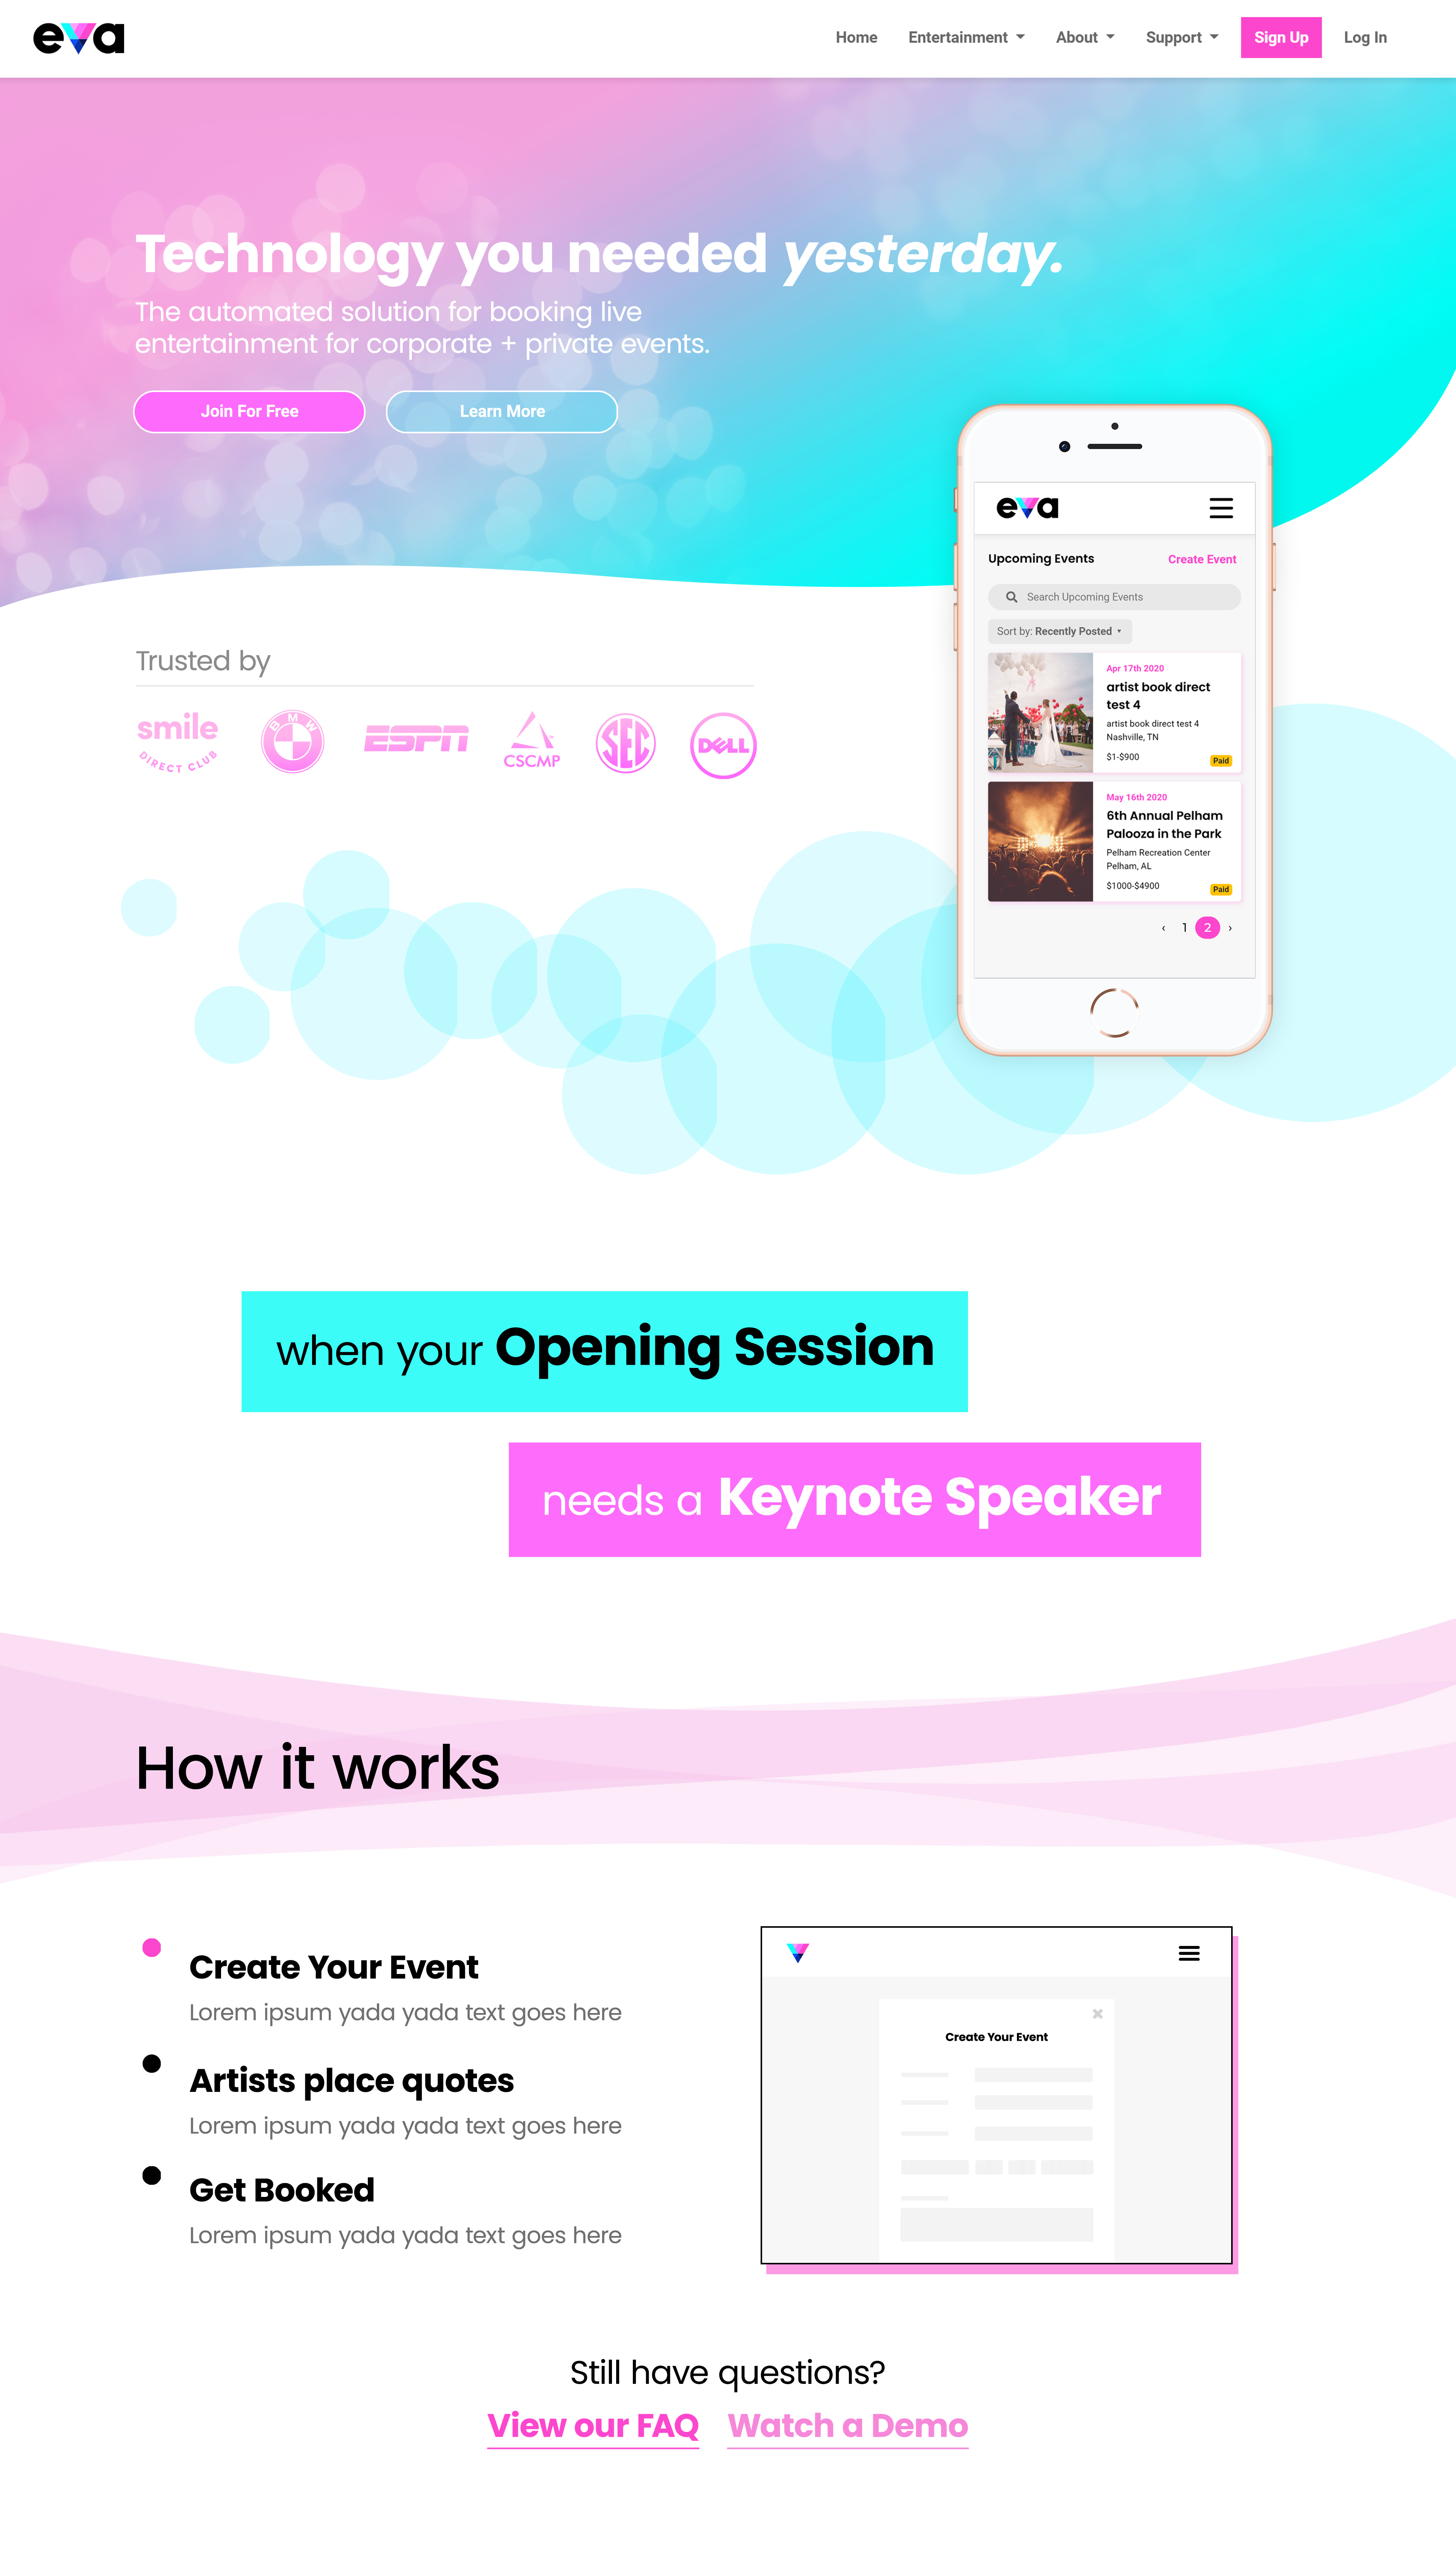 eva
Home Entertainment About Support Sign Up Log In
Technology you needed yesterday.
The automated solution for booking live
entertainment for corporate + private events.
Join For Free Learn More
eva
Upcoming Events Create Event
Search Upcoming Events
Sort by: Recently Posted
Apr 17th 2020
artist book direct
test 4
artist book direct test 4
Nashville, TN
$1-$900
Paid
May 16th 2020
6th Annual Pelham
Palooza in the Park
Pelham Recreation Center
Pelham, AL
$1000-$4900
Paid
‹ 1 2 ›
Trusted by
smile
DIRECT CLUB
BMW
ESPN
CSCMP
SEC
DELL
when your Opening Session
needs a Keynote Speaker
How it works
Create Your Event
Lorem ipsum yada yada text goes here
Artists place quotes
Lorem ipsum yada yada text goes here
Get Booked
Lorem ipsum yada yada text goes here
Create Your Event
Still have questions?
View our FAQ Watch a Demo